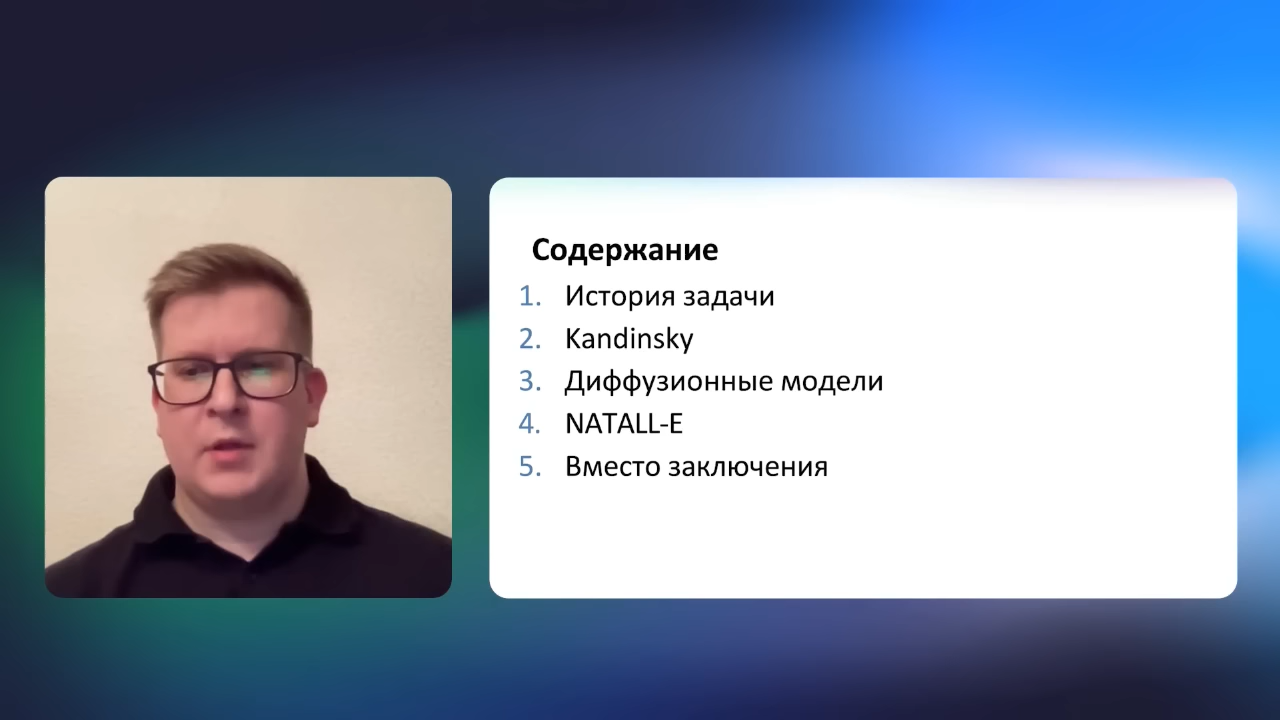 Содержание
1. История задачи
2. Kandinsky
3. Диффузионные модели
4. NATALL-E
5. Вместо заключения